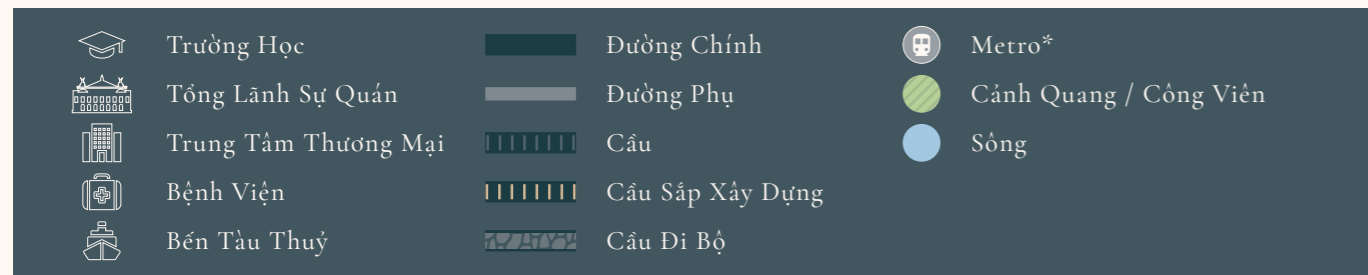 Trường Học
Tổng Lãnh Sự Quán
Trung Tâm Thương Mại
Bệnh Viện
Bến Tàu Thuỷ
Đường Chính
Đường Phụ
Cầu
Cầu Sắp Xây Dựng
Cầu Đi Bộ
Metro*
Cảnh Quang / Công Viên
Sông